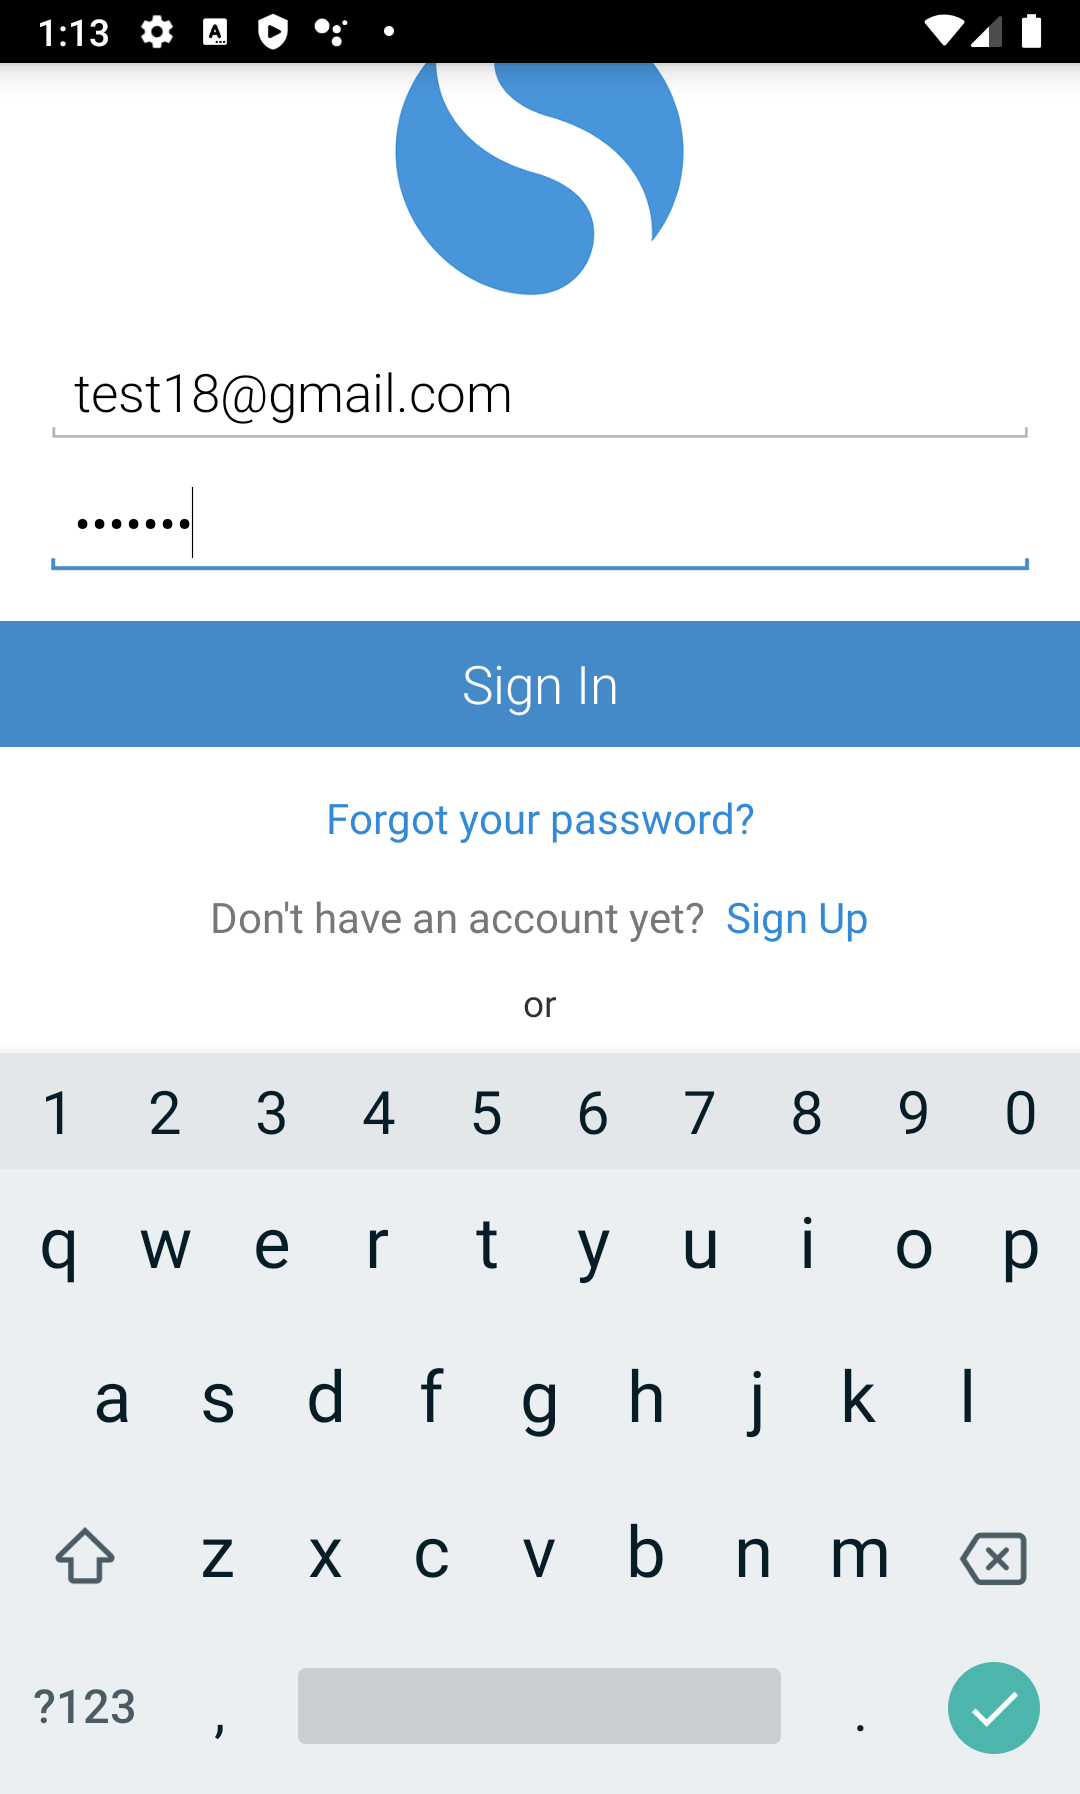 1:13
test18@gmail.com
•••••••
Sign In
Forgot your password?
Don't have an account yet? Sign Up
or
1 2 3 4 5 6 7 8 9 0
q w e r t y u i o p
a s d f g h j k l
z x c v b n m
?123 , .